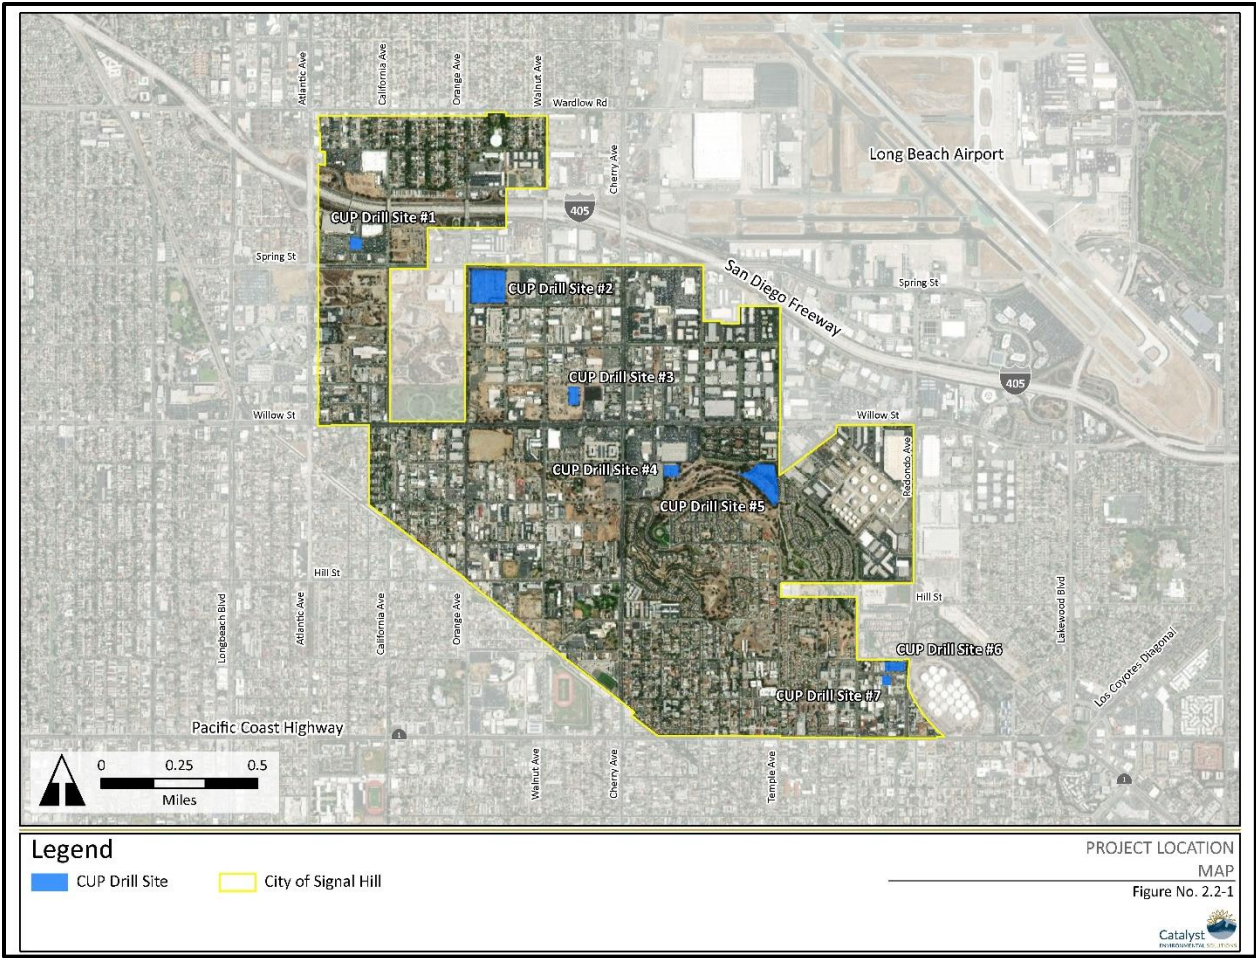 Atlantic Ave
California Ave
Orange Ave
Walnut Ave
Wardlow Rd
Cherry Ave
Long Beach Airport
405
CUP Drill Site #1
Spring St
San Diego Freeway
Spring St
CUP Drill Site #2
CUP Drill Site #3
405
Willow St
Willow St
Redondo Ave
CUP Drill Site #4
CUP Drill Site #5
Hill St
Hill St
Longbeach Blvd
Atlantic Ave
California Ave
Orange Ave
Lakewood Blvd
Los Coyotes Diagonal
CUP Drill Site #6
CUP Drill Site #7
Pacific Coast Highway
1
1
Walnut Ave
Cherry Ave
Temple Ave
0 0.25 0.5
Miles
Legend
CUP Drill Site
City of Signal Hill
PROJECT LOCATION
MAP
Figure No. 2.2-1
Catalyst
ENVIRONMENTAL SOLUTIONS